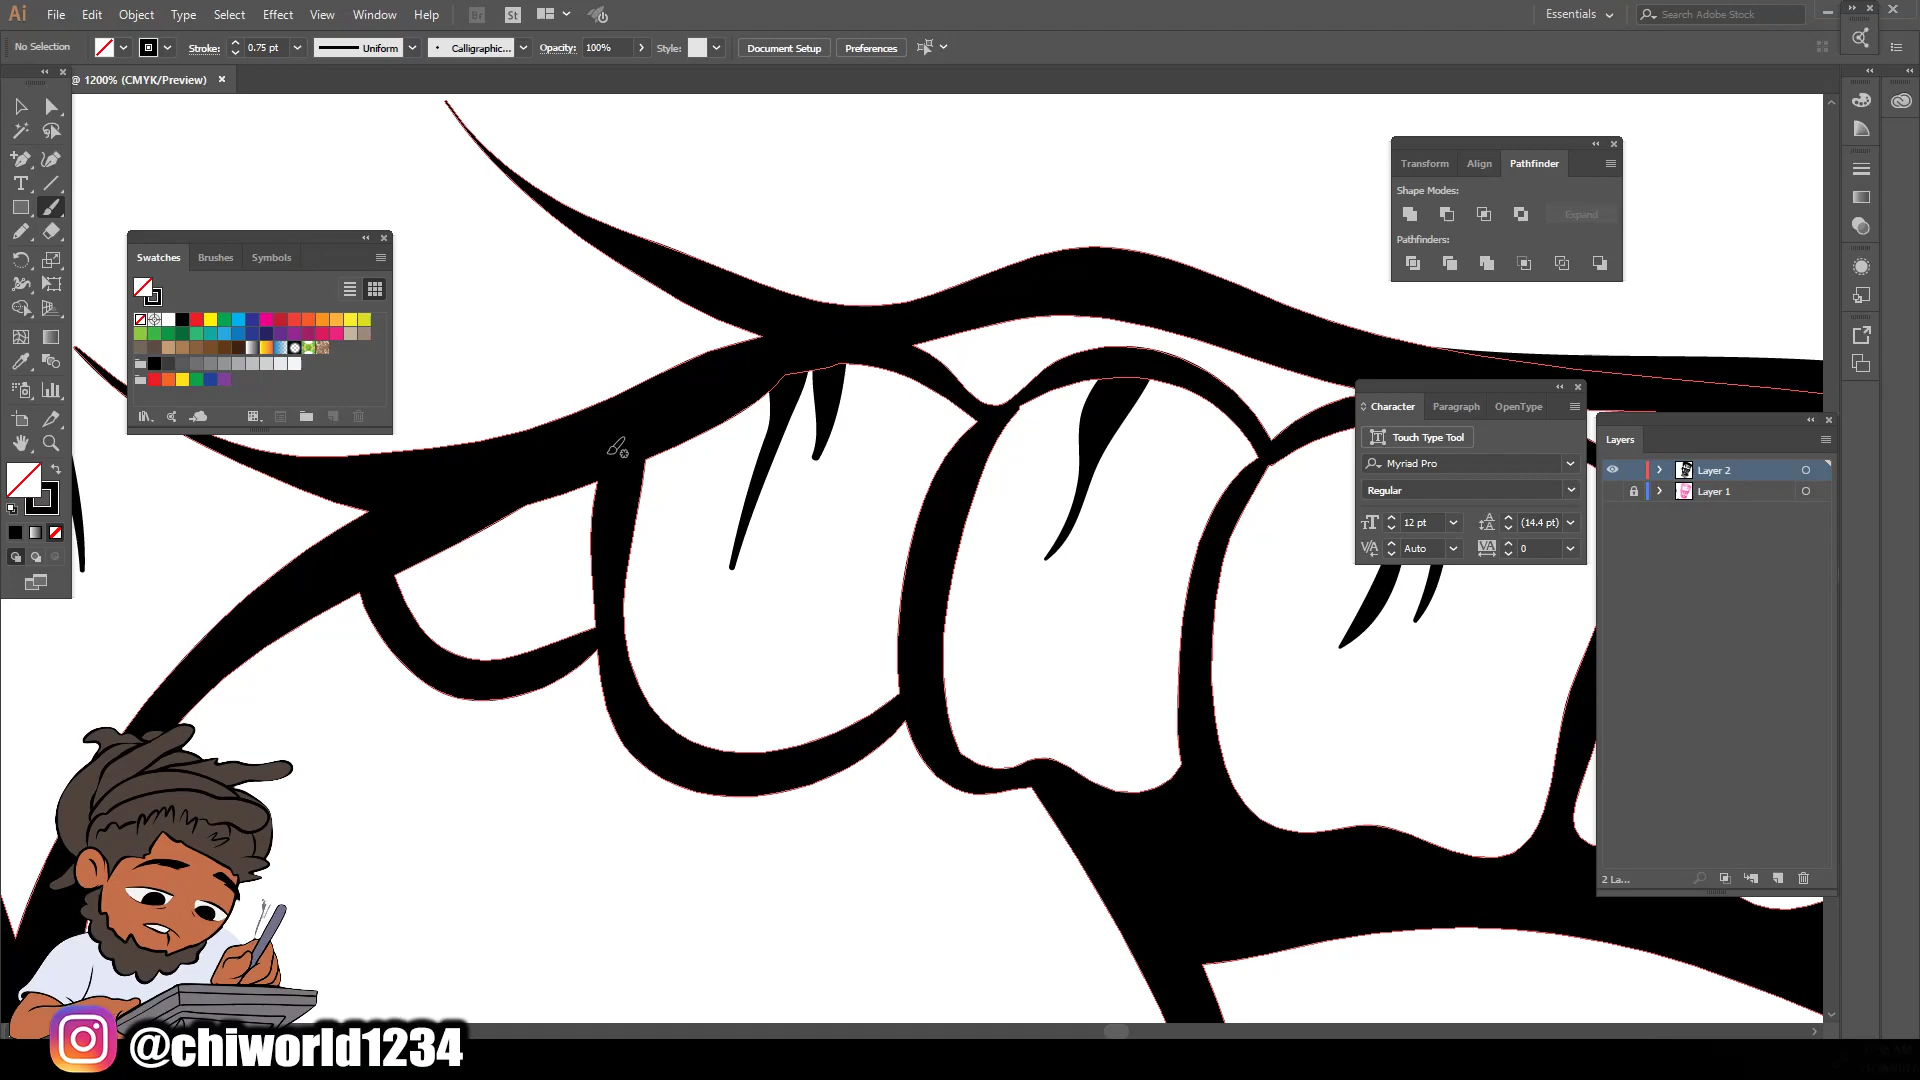 Ai File Edit Object Type Select Effect View Window Help Br St Essentials Search Adobe Stock
No Selection Stroke: 0.75 pt Uniform Calligraphic... Opacity: 100% Style: Document Setup Preferences
@ 1200% (CMYK/Preview)
Transform Align Pathfinder
Shape Modes:
Expand
Pathfinders:
Swatches Brushes Symbols
Character Paragraph OpenType
Touch Type Tool
Myriad Pro
Regular
12 pt (14.4 pt)
Auto 0
Layers
Layer 2
Layer 1
2 La...
@chiworld1234